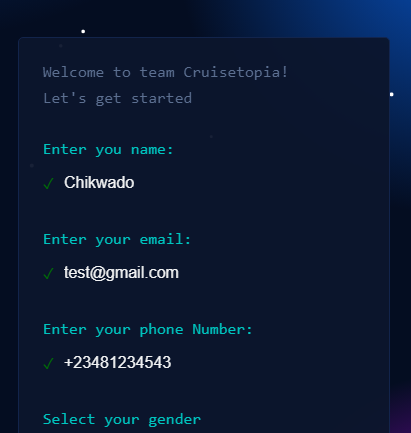 Welcome to team Cruisetopia!
Let's get started
Enter you name:
✓ Chikwado
Enter your email:
✓ test@gmail.com
Enter your phone Number:
✓ +23481234543
Select your gender